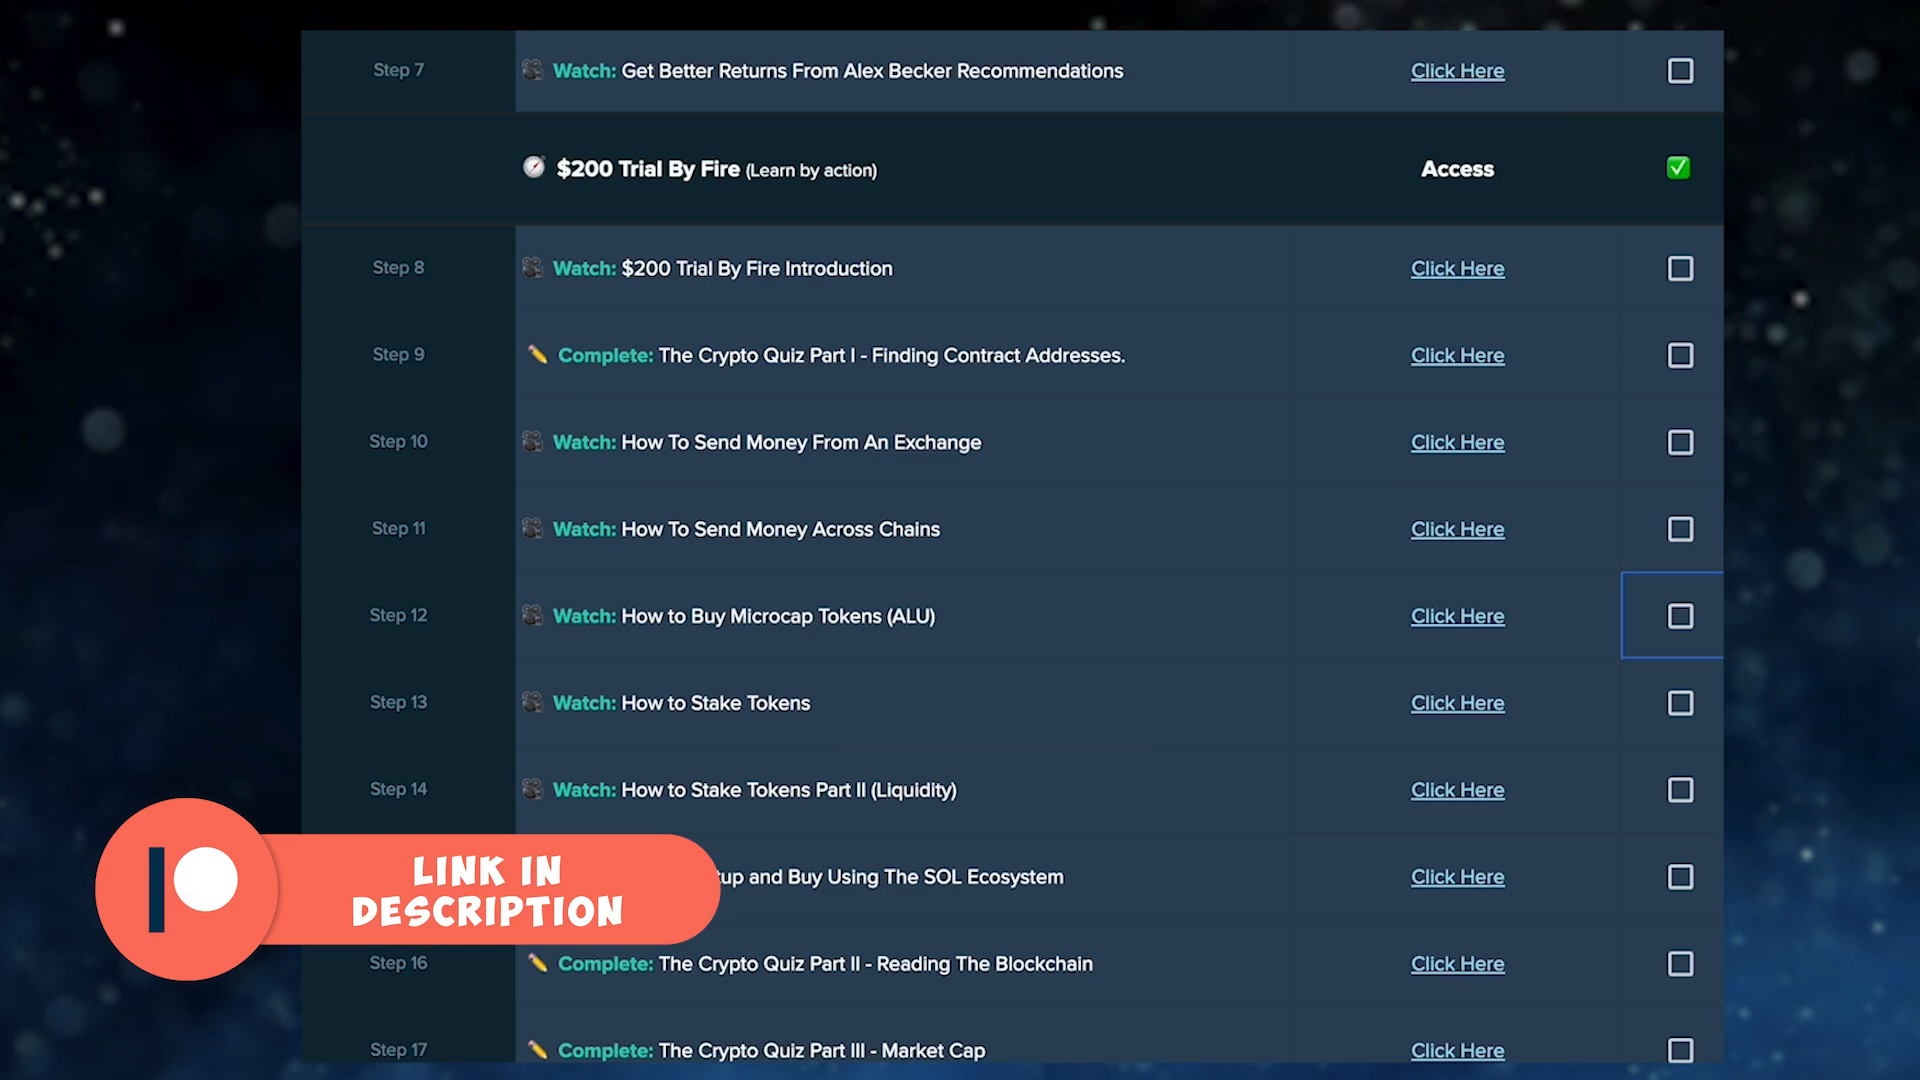 Step 7 Watch: Get Better Returns From Alex Becker Recommendations Click Here
$200 Trial By Fire (Learn by action) Access
Step 8 Watch: $200 Trial By Fire Introduction Click Here
Step 9 Complete: The Crypto Quiz Part I - Finding Contract Addresses. Click Here
Step 10 Watch: How To Send Money From An Exchange Click Here
Step 11 Watch: How To Send Money Across Chains Click Here
Step 12 Watch: How to Buy Microcap Tokens (ALU) Click Here
Step 13 Watch: How to Stake Tokens Click Here
Step 14 Watch: How to Stake Tokens Part II (Liquidity) Click Here
and Buy Using The SOL Ecosystem Click Here
LINK IN
DESCRIPTION
Step 16 Complete: The Crypto Quiz Part II - Reading The Blockchain Click Here
Step 17 Complete: The Crypto Quiz Part III - Market Cap Click Here